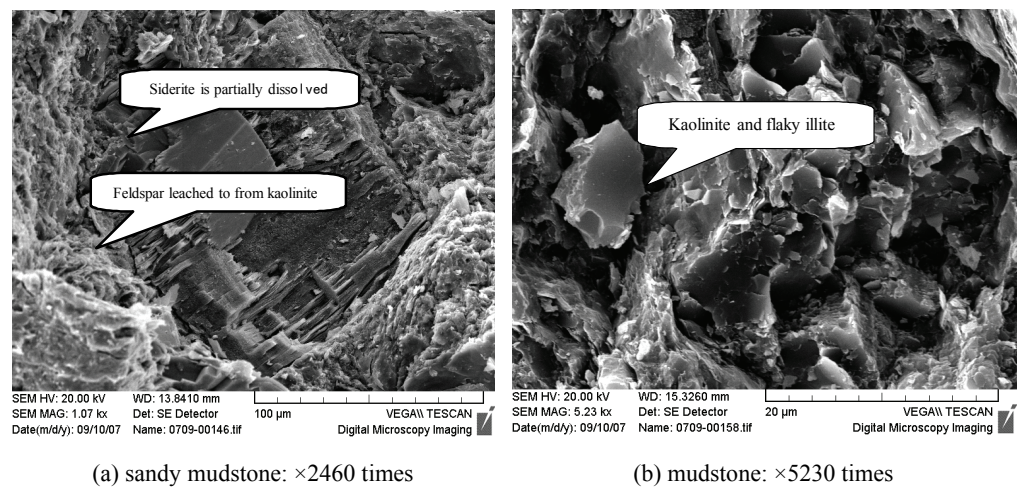 Siderite is partially dissolved
Feldspar leached to from kaolinite
SEM HV: 20.00 kV WD: 13.8410 mm
SEM MAG: 1.07 kx Det: SE Detector 100 µm VEGA\\ TESCAN
Date(m/d/y): 09/10/07 Name: 0709-00146.tif Digital Microscopy Imaging
(a) sandy mudstone: ×2460 times
Kaolinite and flaky illite
SEM HV: 20.00 kV WD: 15.3260 mm
SEM MAG: 5.23 kx Det: SE Detector 20 µm VEGA\\ TESCAN
Date(m/d/y): 09/10/07 Name: 0709-00158.tif Digital Microscopy Imaging
(b) mudstone: ×5230 times